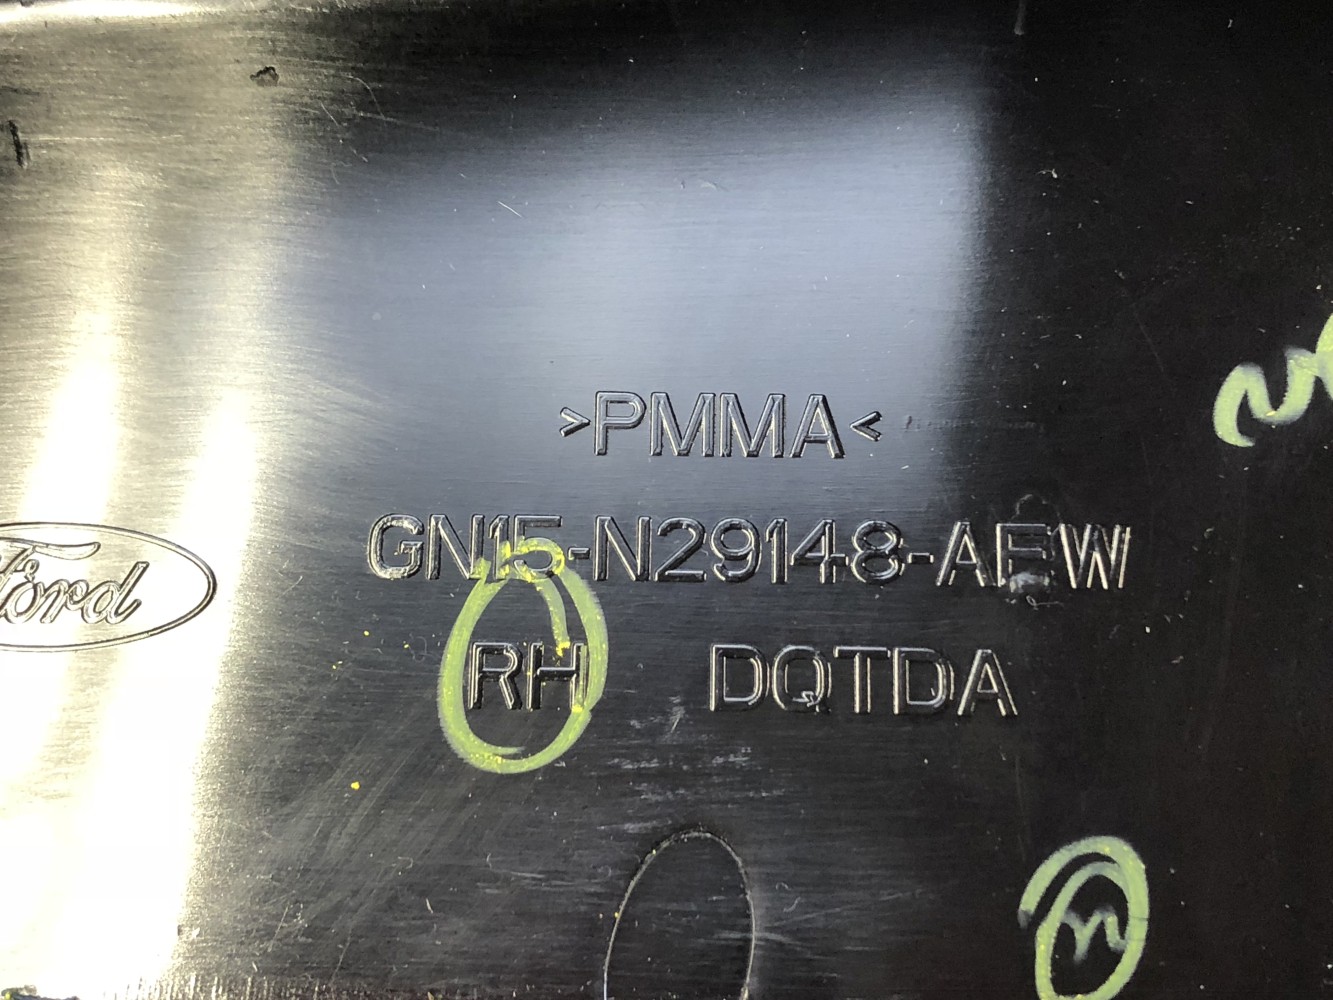 >PMMA<
GN15-N29148-AEW
Ford
RH DQTDA